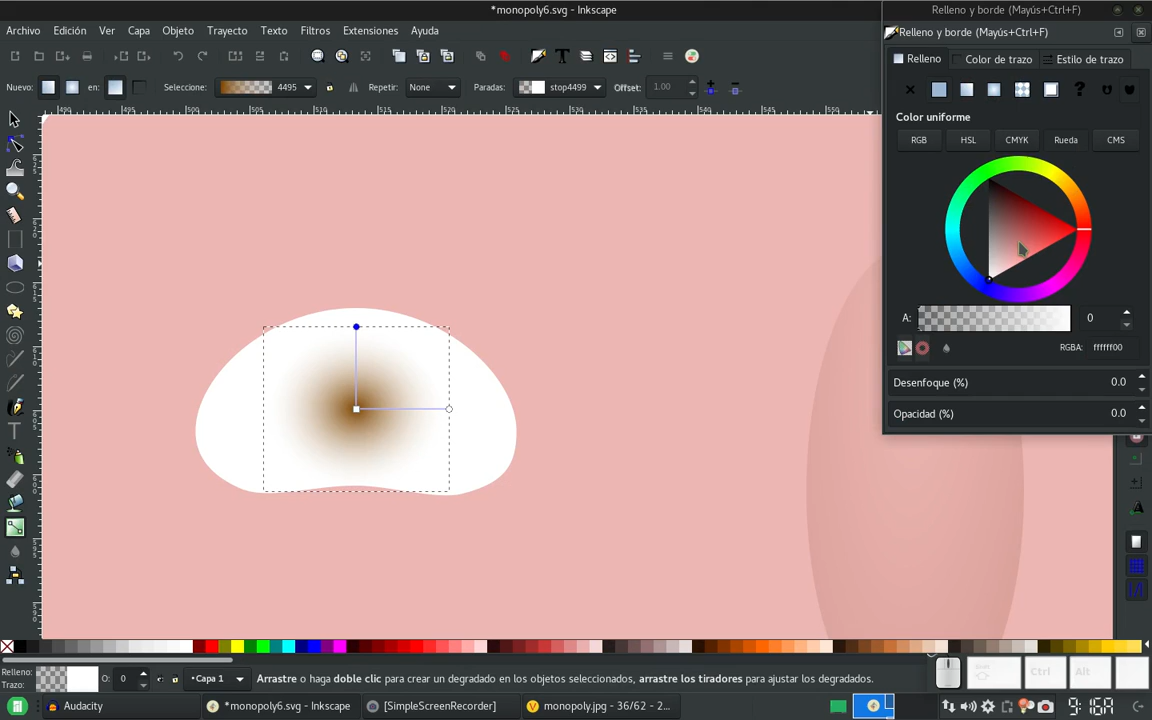 *monopoly6.svg - Inkscape
Relleno y borde (Mayús+Ctrl+F)
Archivo Edición Ver Capa Objeto Trayecto Texto Filtros Extensiones Ayuda
Relleno y borde (Mayús+Ctrl+F)
Relleno Color de trazo Estilo de trazo
Nuevo: en: Seleccione: 4495 Repetir: None Paradas: stop4499 Offset: 1.00
Color uniforme
RGB HSL CMYK Rueda CMS
A: 0
RGBA: ffffff00
Desenfoque (%) 0.0
Opacidad (%) 0.0
Relleno:
Trazo:
O: 0 •Capa 1 Arrastre o haga doble clic para crear un degradado en los objetos seleccionados, arrastre los tiradores para ajustar los degradados.
Ctrl Alt
Audacity *monopoly6.svg - Inkscape [SimpleScreenRecorder] monopoly.jpg - 36/62 - 2...